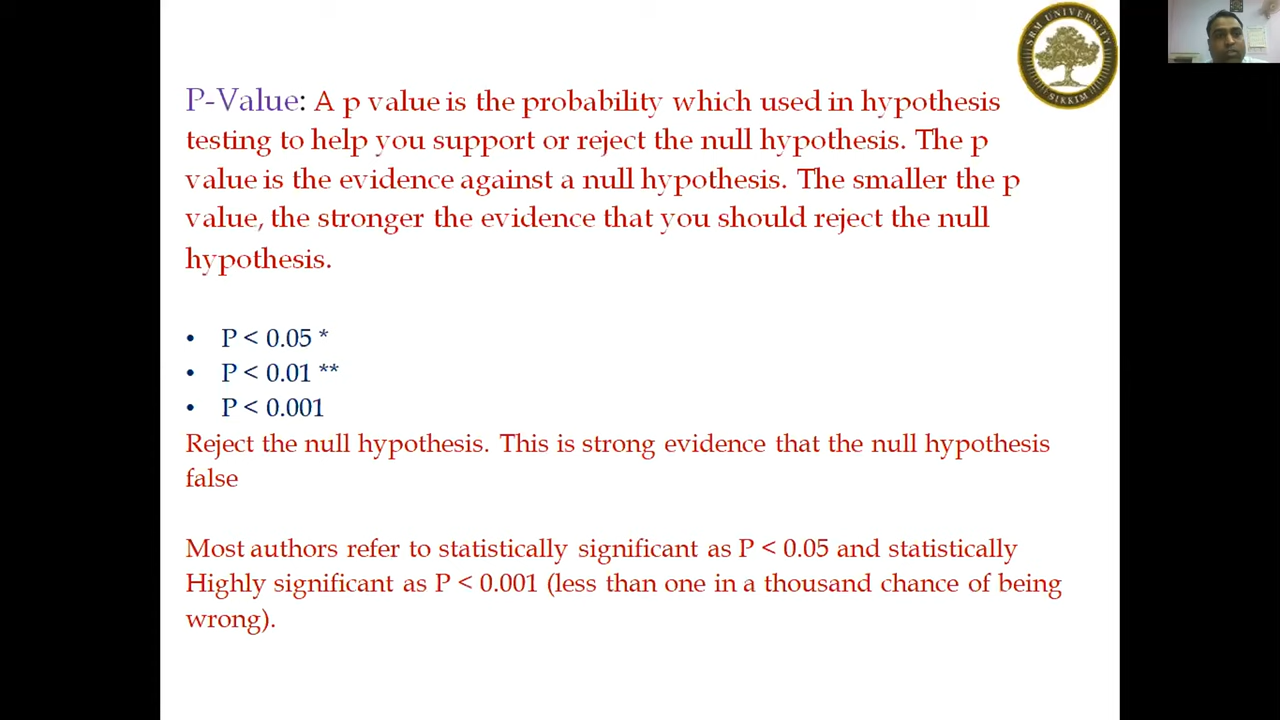 SRM UNIVERSITY
SIKKIM
P-Value: A p value is the probability which used in hypothesis
testing to help you support or reject the null hypothesis. The p
value is the evidence against a null hypothesis. The smaller the p
value, the stronger the evidence that you should reject the null
hypothesis.
• P < 0.05 *
• P < 0.01 **
• P < 0.001
Reject the null hypothesis. This is strong evidence that the null hypothesis
false
Most authors refer to statistically significant as P < 0.05 and statistically
Highly significant as P < 0.001 (less than one in a thousand chance of being
wrong).